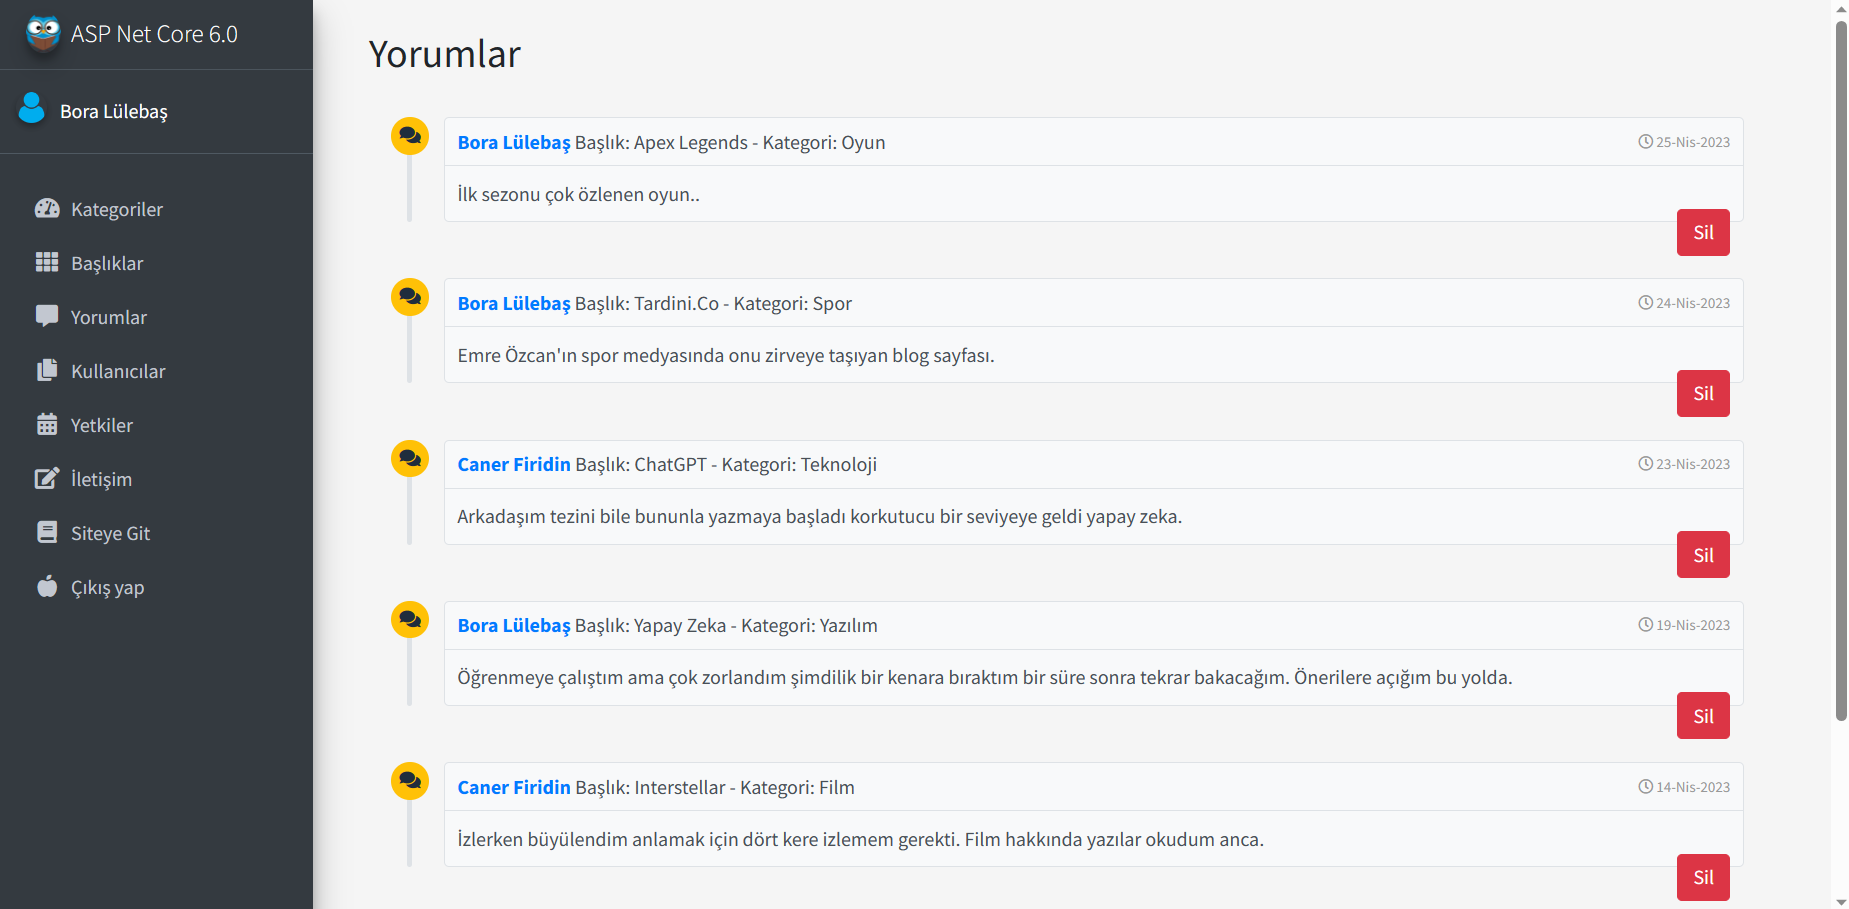 ASP Net Core 6.0
Bora Lülebaş
Kategoriler
Başlıklar
Yorumlar
Kullanıcılar
Yetkiler
İletişim
Siteye Git
Çıkış yap
Yorumlar
Bora Lülebaş Başlık: Apex Legends - Kategori: Oyun 25-Nis-2023
İlk sezonu çok özlenen oyun..
Sil
Bora Lülebaş Başlık: Tardini.Co - Kategori: Spor 24-Nis-2023
Emre Özcan'ın spor medyasında onu zirveye taşıyan blog sayfası.
Sil
Caner Firidin Başlık: ChatGPT - Kategori: Teknoloji 23-Nis-2023
Arkadaşım tezini bile bununla yazmaya başladı korkutucu bir seviyeye geldi yapay zeka.
Sil
Bora Lülebaş Başlık: Yapay Zeka - Kategori: Yazılım 19-Nis-2023
Öğrenmeye çalıştım ama çok zorlandım şimdilik bir kenara bıraktım bir süre sonra tekrar bakacağım. Önerilere açığım bu yolda.
Sil
Caner Firidin Başlık: Interstellar - Kategori: Film 14-Nis-2023
İzlerken büyülendim anlamak için dört kere izlemem gerekti. Film hakkında yazılar okudum anca.
Sil